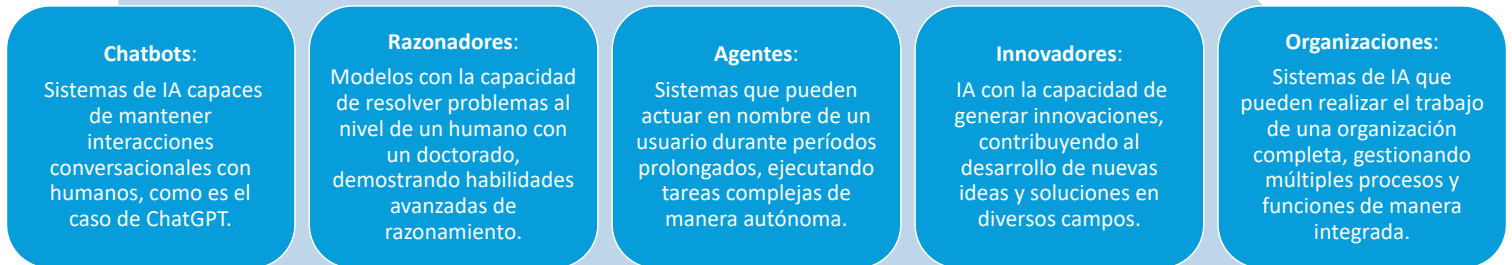 Chatbots:
Sistemas de IA capaces
de mantener
interacciones
conversacionales con
humanos, como es el
caso de ChatGPT.
Razonadores:
Modelos con la capacidad
de resolver problemas al
nivel de un humano con
un doctorado,
demostrando habilidades
avanzadas de
razonamiento.
Agentes:
Sistemas que pueden
actuar en nombre de un
usuario durante períodos
prolongados, ejecutando
tareas complejas de
manera autónoma.
Innovadores:
IA con la capacidad de
generar innovaciones,
contribuyendo al
desarrollo de nuevas
ideas y soluciones en
diversos campos.
Organizaciones:
Sistemas de IA que
pueden realizar el trabajo
de una organización
completa, gestionando
múltiples procesos y
funciones de manera
integrada.